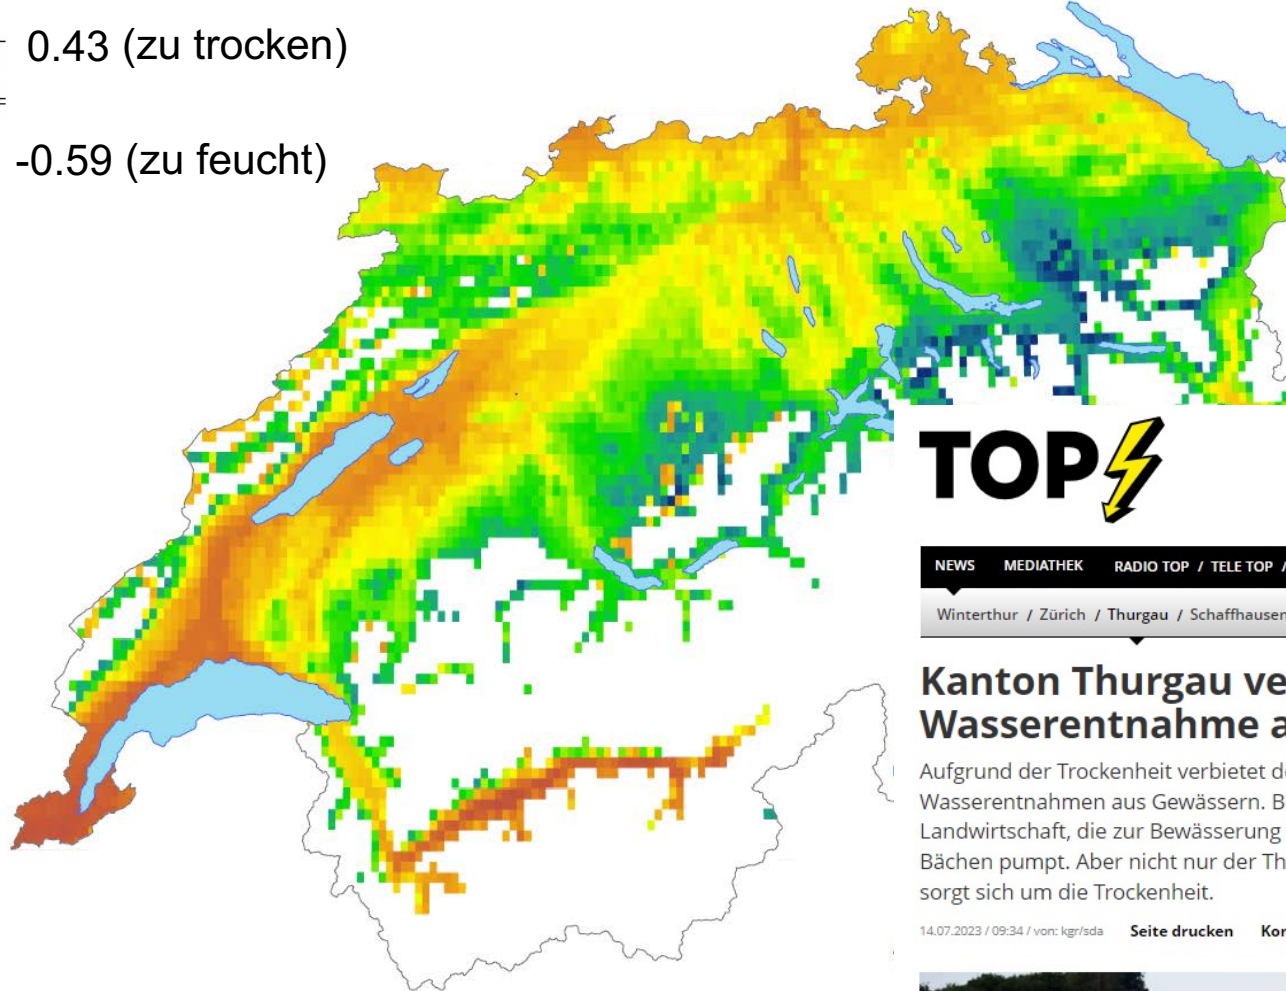 0.43 (zu trocken)
-0.59 (zu feucht)
TOP
NEWS MEDIATHEK RADIO TOP / TELE TOP /
Winterthur / Zürich / Thurgau / Schaffhausen
Kanton Thurgau ve
Wasserentnahme a
Aufgrund der Trockenheit verbietet de
Wasserentnahmen aus Gewässern. B
Landwirtschaft, die zur Bewässerung
Bächen pumpt. Aber nicht nur der Th
sorgt sich um die Trockenheit.
14.07.2023 / 09:34 / von: kgr/sda Seite drucken Kor